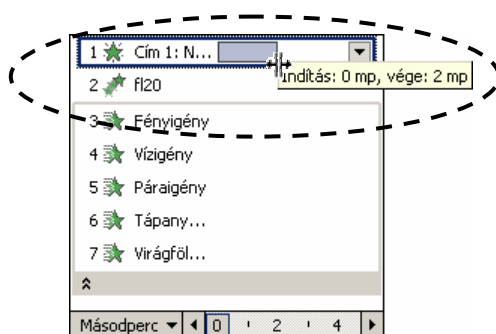 1 Cím 1: N...
Indítás: 0 mp, vége: 2 mp
2 fl20
3 Fényigény
4 Vízigény
5 Páraigény
6 Tápany...
7 Virágföl...
Másodperc 0 2 4